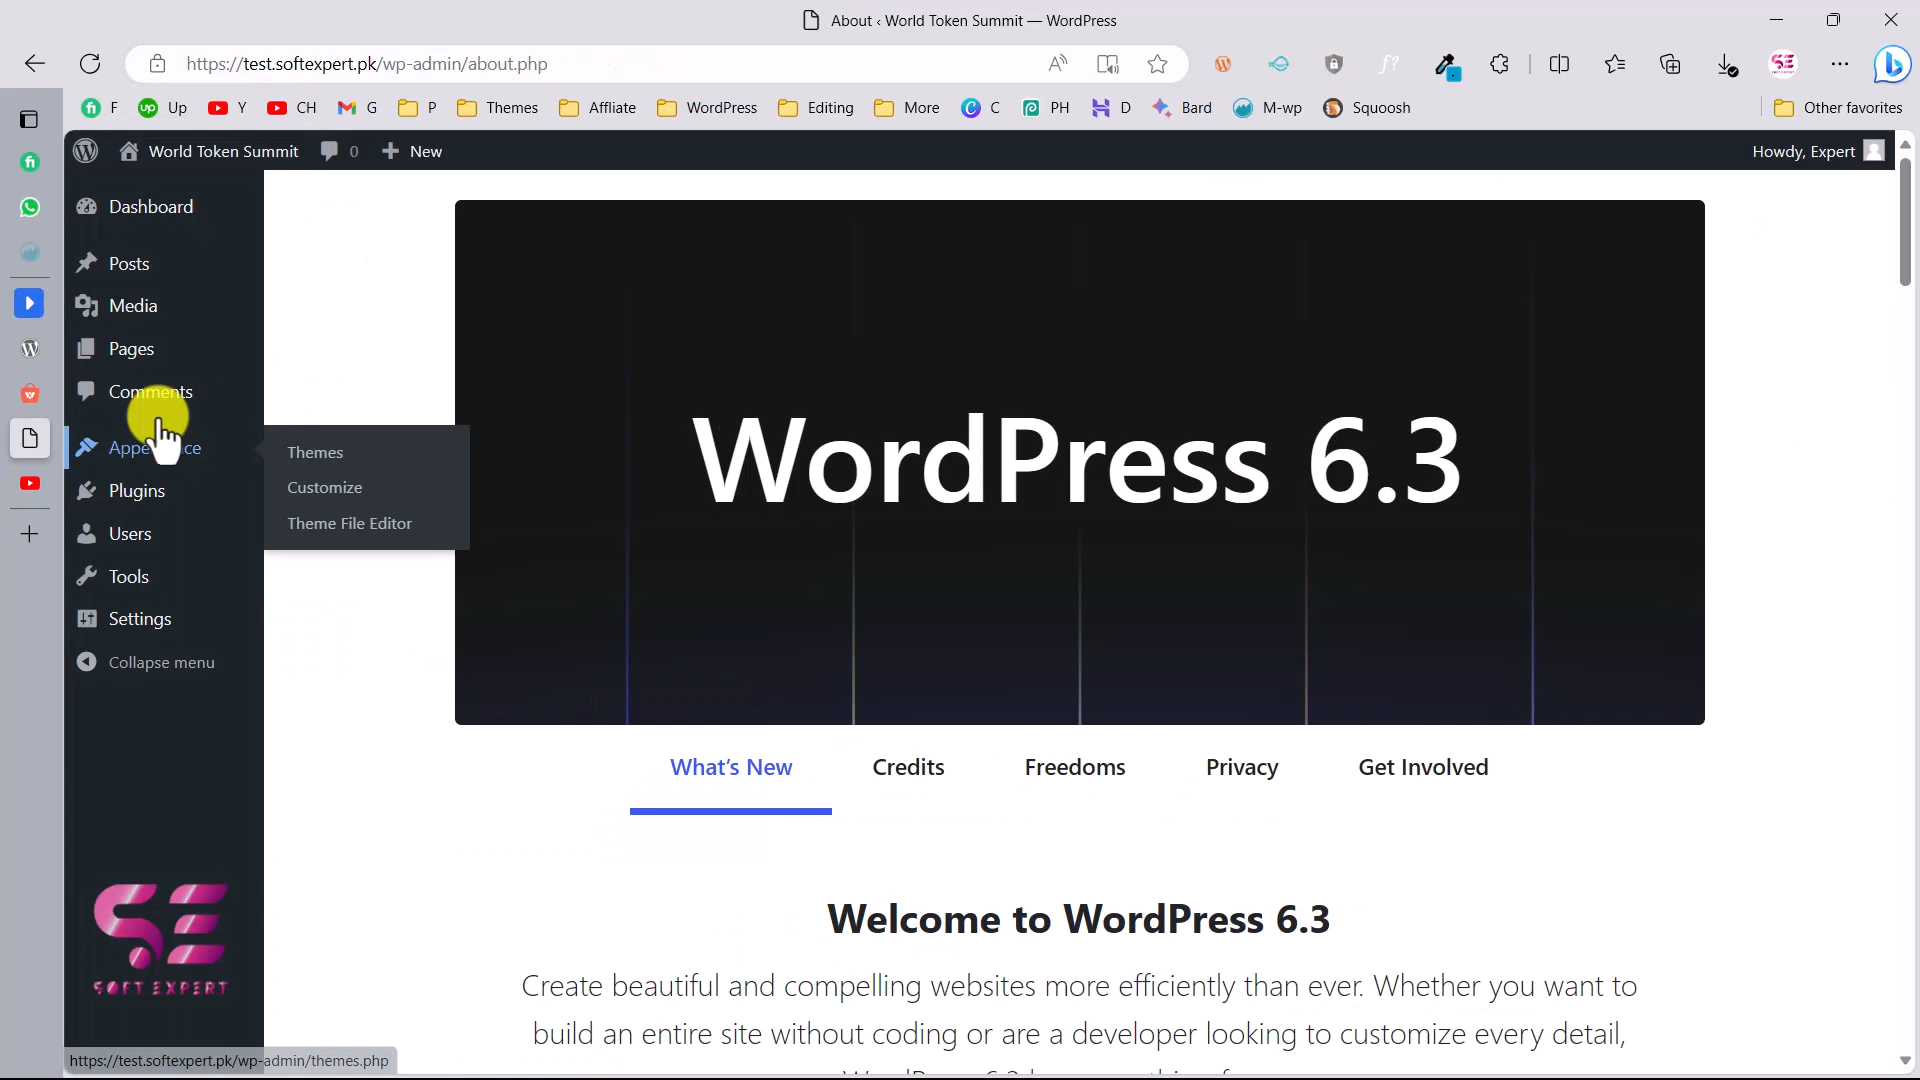 About ‹ World Token Summit — WordPress
https://test.softexpert.pk/wp-admin/about.php
F Up Y CH G P Themes Affliate WordPress Editing More C PH D Bard M-wp Squoosh Other favorites
World Token Summit 0 New Howdy, Expert
Dashboard
Posts
Media
Pages
Comments
Appearance
Plugins
Users
Tools
Settings
Collapse menu
Themes
Customize
Theme File Editor
WordPress 6.3
What's New Credits Freedoms Privacy Get Involved
Welcome to WordPress 6.3
Create beautiful and compelling websites more efficiently than ever. Whether you want to
build an entire site without coding or are a developer looking to customize every detail,
SE
SOFT EXPERT
https://test.softexpert.pk/wp-admin/themes.php